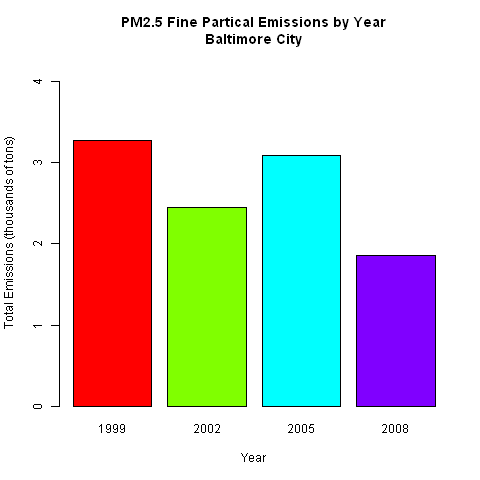 PM2.5 Fine Partical Emissions by Year
Baltimore City
Total Emissions (thousands of tons)
4
3
2
1
0
1999 2002 2005 2008
Year